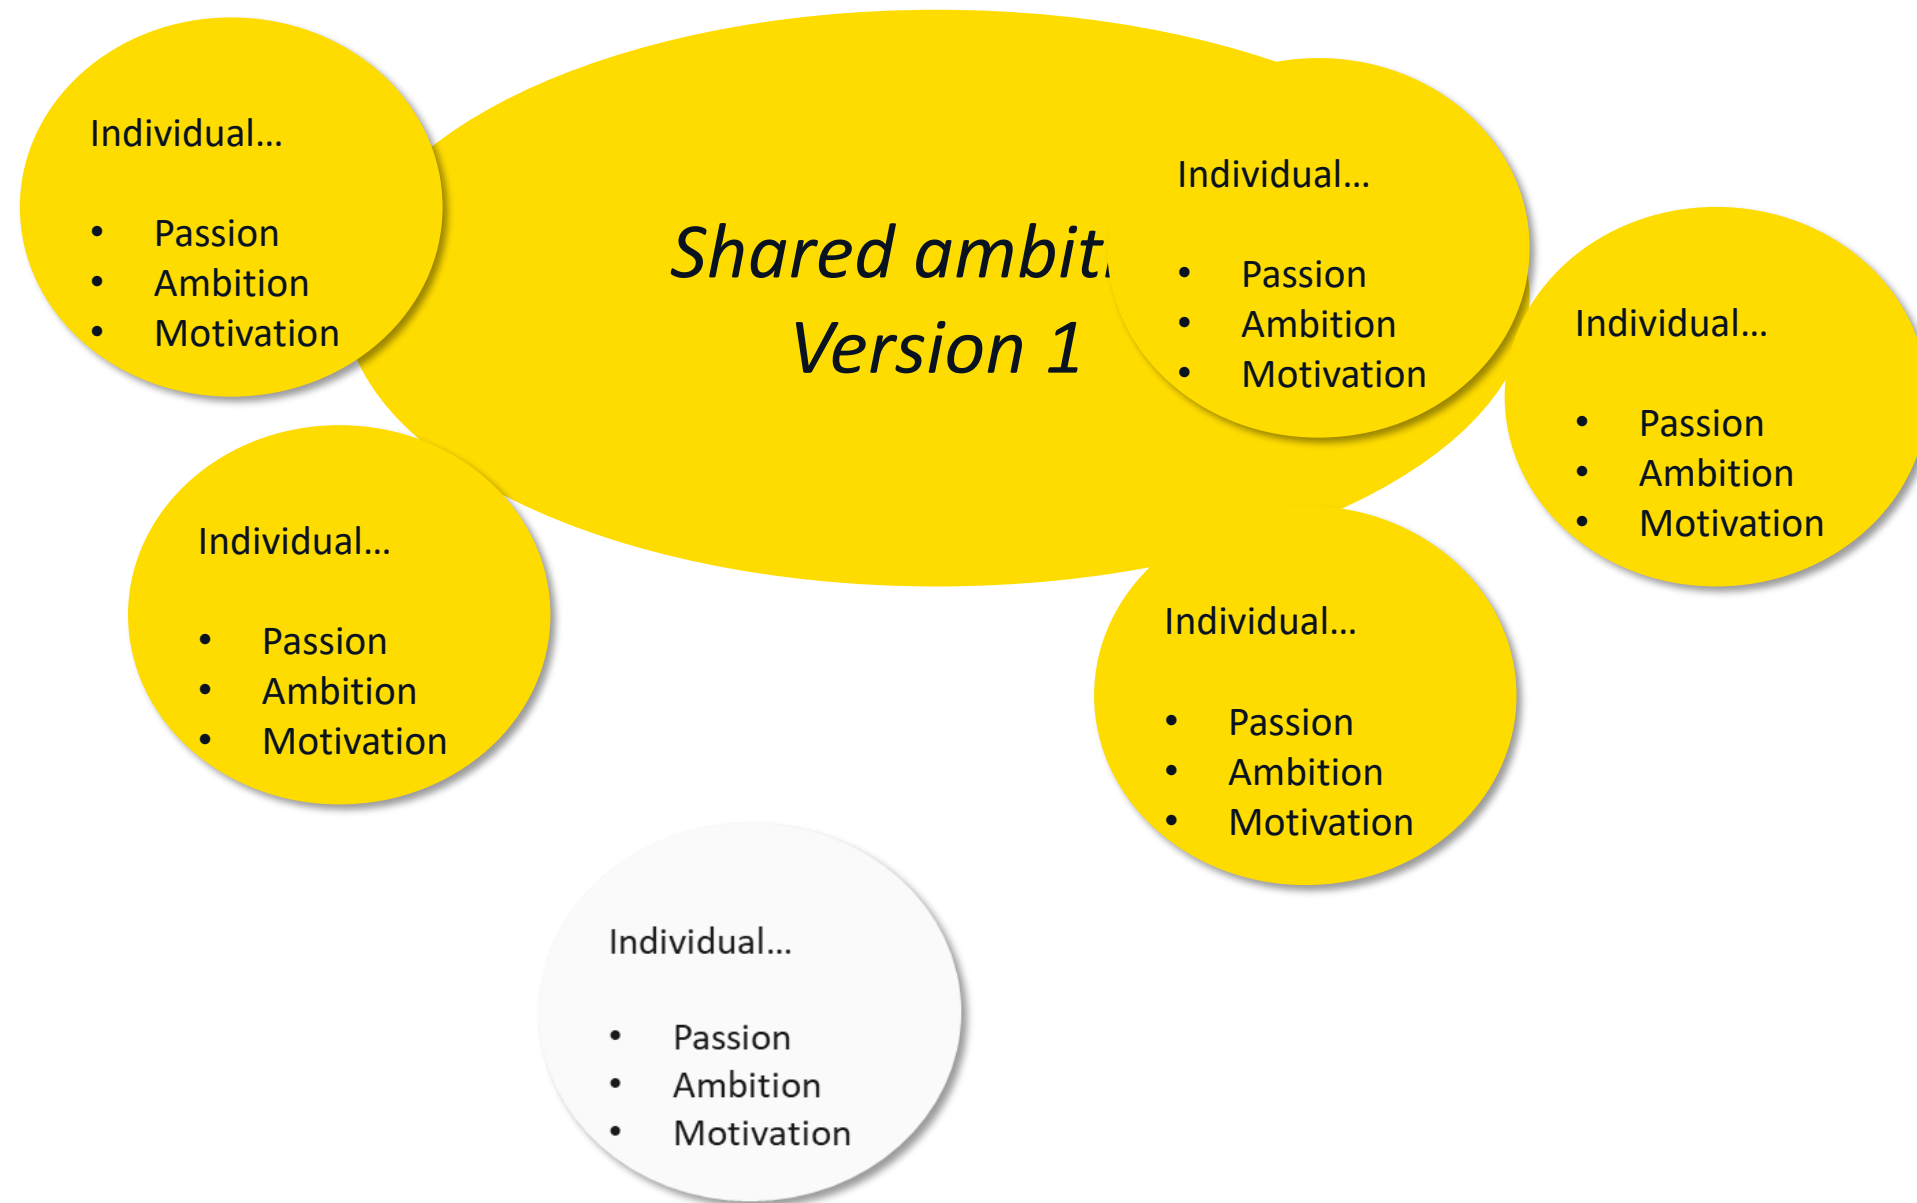 Individual…
• Passion
• Ambition
• Motivation
Shared
Version 1
Individual…
• Passion
• Ambition
• Motivation
Individual…
• Passion
• Ambition
• Motivation
Individual…
• Passion
• Ambition
• Motivation
Individual…
• Passion
• Ambition
• Motivation
Individual…
• Passion
• Ambition
• Motivation